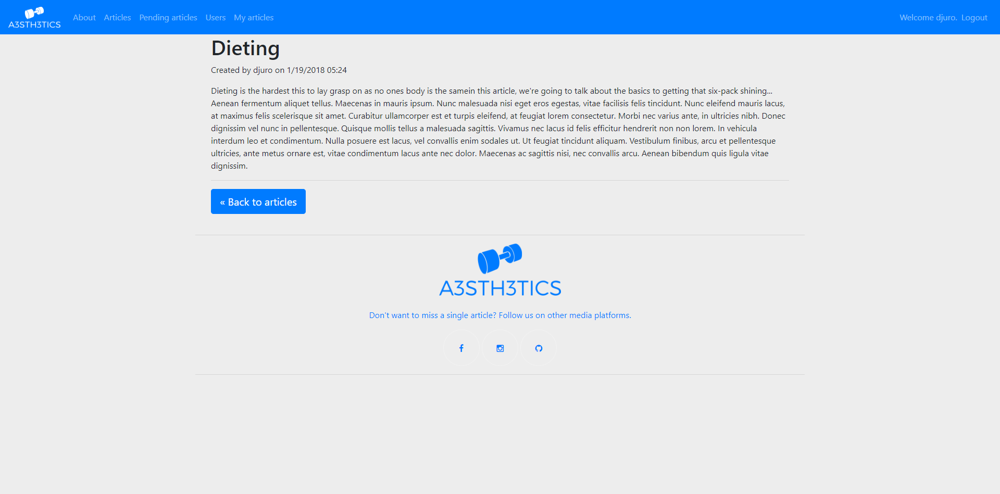 A3STH3TICS About Articles Pending articles Users My articles Welcome djuro. Logout
Dieting
Created by djuro on 1/19/2018 05:24
Dieting is the hardest this to lay grasp on as no ones body is the samein this article, we're going to talk about the basics to getting that six-pack shining...
Aenean fermentum aliquet tellus. Maecenas in mauris ipsum. Nunc malesuada nisi eget eros egestas, vitae facilisis felis tincidunt. Nunc eleifend mauris lacus,
at maximus felis scelerisque sit amet. Curabitur ullamcorper est et turpis eleifend, at feugiat lorem consectetur. Morbi nec varius ante, in ultricies nibh. Donec
dignissim vel nunc in pellentesque. Quisque mollis tellus a malesuada sagittis. Vivamus nec lacus id felis efficitur hendrerit non non lorem. In vehicula
interdum leo et condimentum. Nulla posuere est lacus, vel convallis enim sodales ut. Ut feugiat tincidunt aliquam. Vestibulum finibus, arcu et pellentesque
ultricies, ante metus ornare est, vitae condimentum lacus ante nec dolor. Maecenas ac sagittis nisi, nec convallis arcu. Aenean bibendum quis ligula vitae
dignissim.
« Back to articles
A3STH3TICS
Don't want to miss a single article? Follow us on other media platforms.